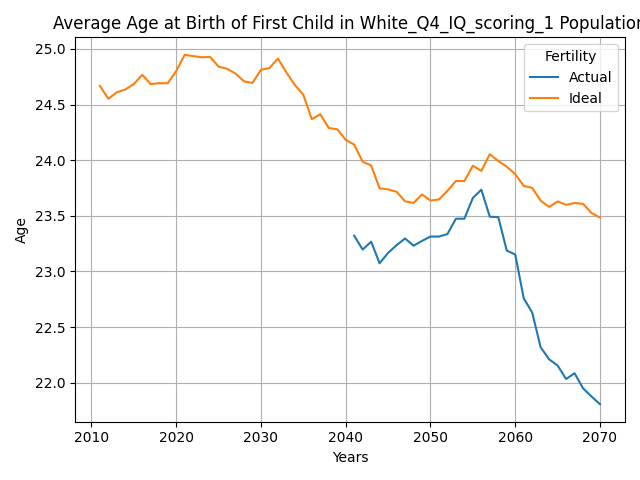 Average Age at Birth of First Child in White_Q4_IQ_scoring_1 Population
Fertility
Actual
Ideal
Age
25.0
24.5
24.0
23.5
23.0
22.5
22.0
2010 2020 2030 2040 2050 2060 2070
Years